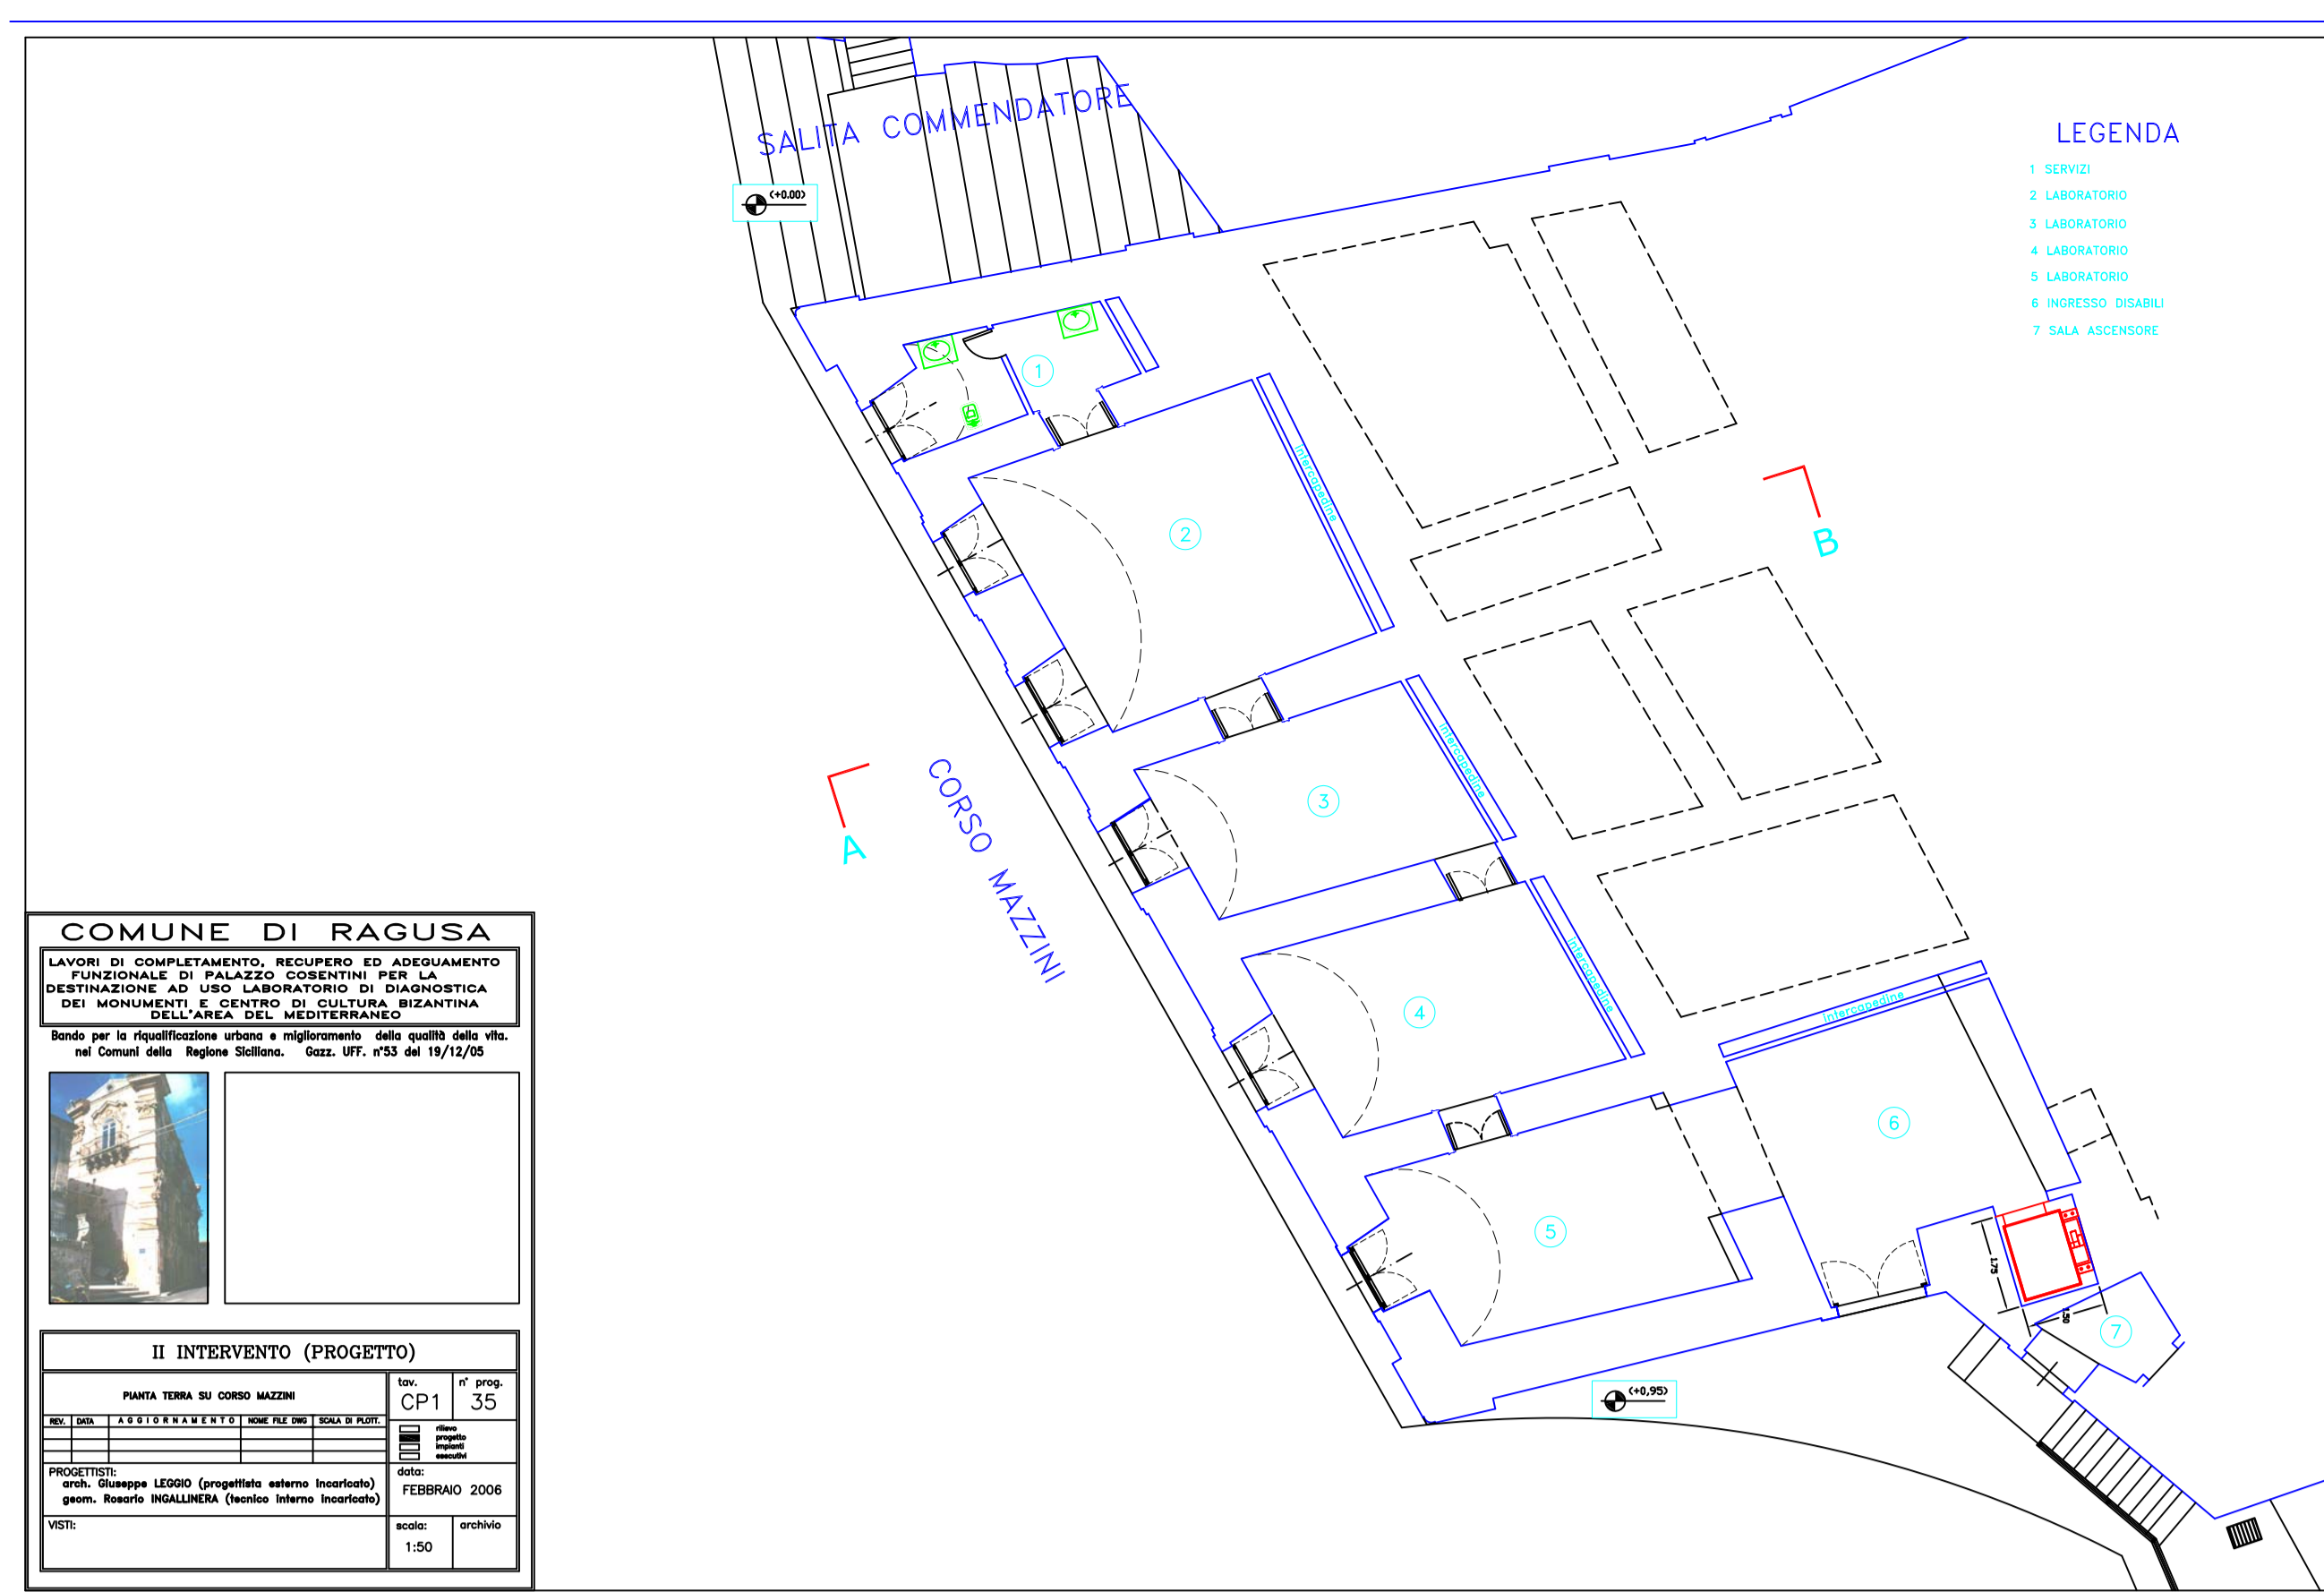 SALITA COMMENDATORE
(+0.00)
LEGENDA
1 SERVIZI
2 LABORATORIO
3 LABORATORIO
4 LABORATORIO
5 LABORATORIO
6 INGRESSO DISABILI
7 SALA ASCENSORE
1
intercapedine
2
B
intercapedine
3
A
CORSO MAZZINI
intercapedine
4
intercapedine
6
5
1.75
1.50
7
(+0,95)
COMUNE DI RAGUSA
LAVORI DI COMPLETAMENTO, RECUPERO ED ADEGUAMENTO
FUNZIONALE DI PALAZZO COSENTINI PER LA
DESTINAZIONE AD USO LABORATORIO DI DIAGNOSTICA
DEI MONUMENTI E CENTRO DI CULTURA BIZANTINA
DELL'AREA DEL MEDITERRANEO
Bando per la riqualificazione urbana e miglioramento della qualità della vita.
nei Comuni della Regione Siciliana. Gazz. UFF. n°53 del 19/12/05
II INTERVENTO (PROGETTO)
PIANTA TERRA SU CORSO MAZZINI
tav.
CP1
n° prog.
35
REV. DATA AGGIORNAMENTO NOME FILE DWG SCALA DI PLOTT.
rilievo
progetto
impianti
esecutivi
PROGETTISTI:
arch. Giuseppe LEGGIO (progettista esterno incaricato)
geom. Rosario INGALLINERA (tecnico interno incaricato)
data:
FEBBRAIO 2006
VISTI:
scala:
1:50
archivio